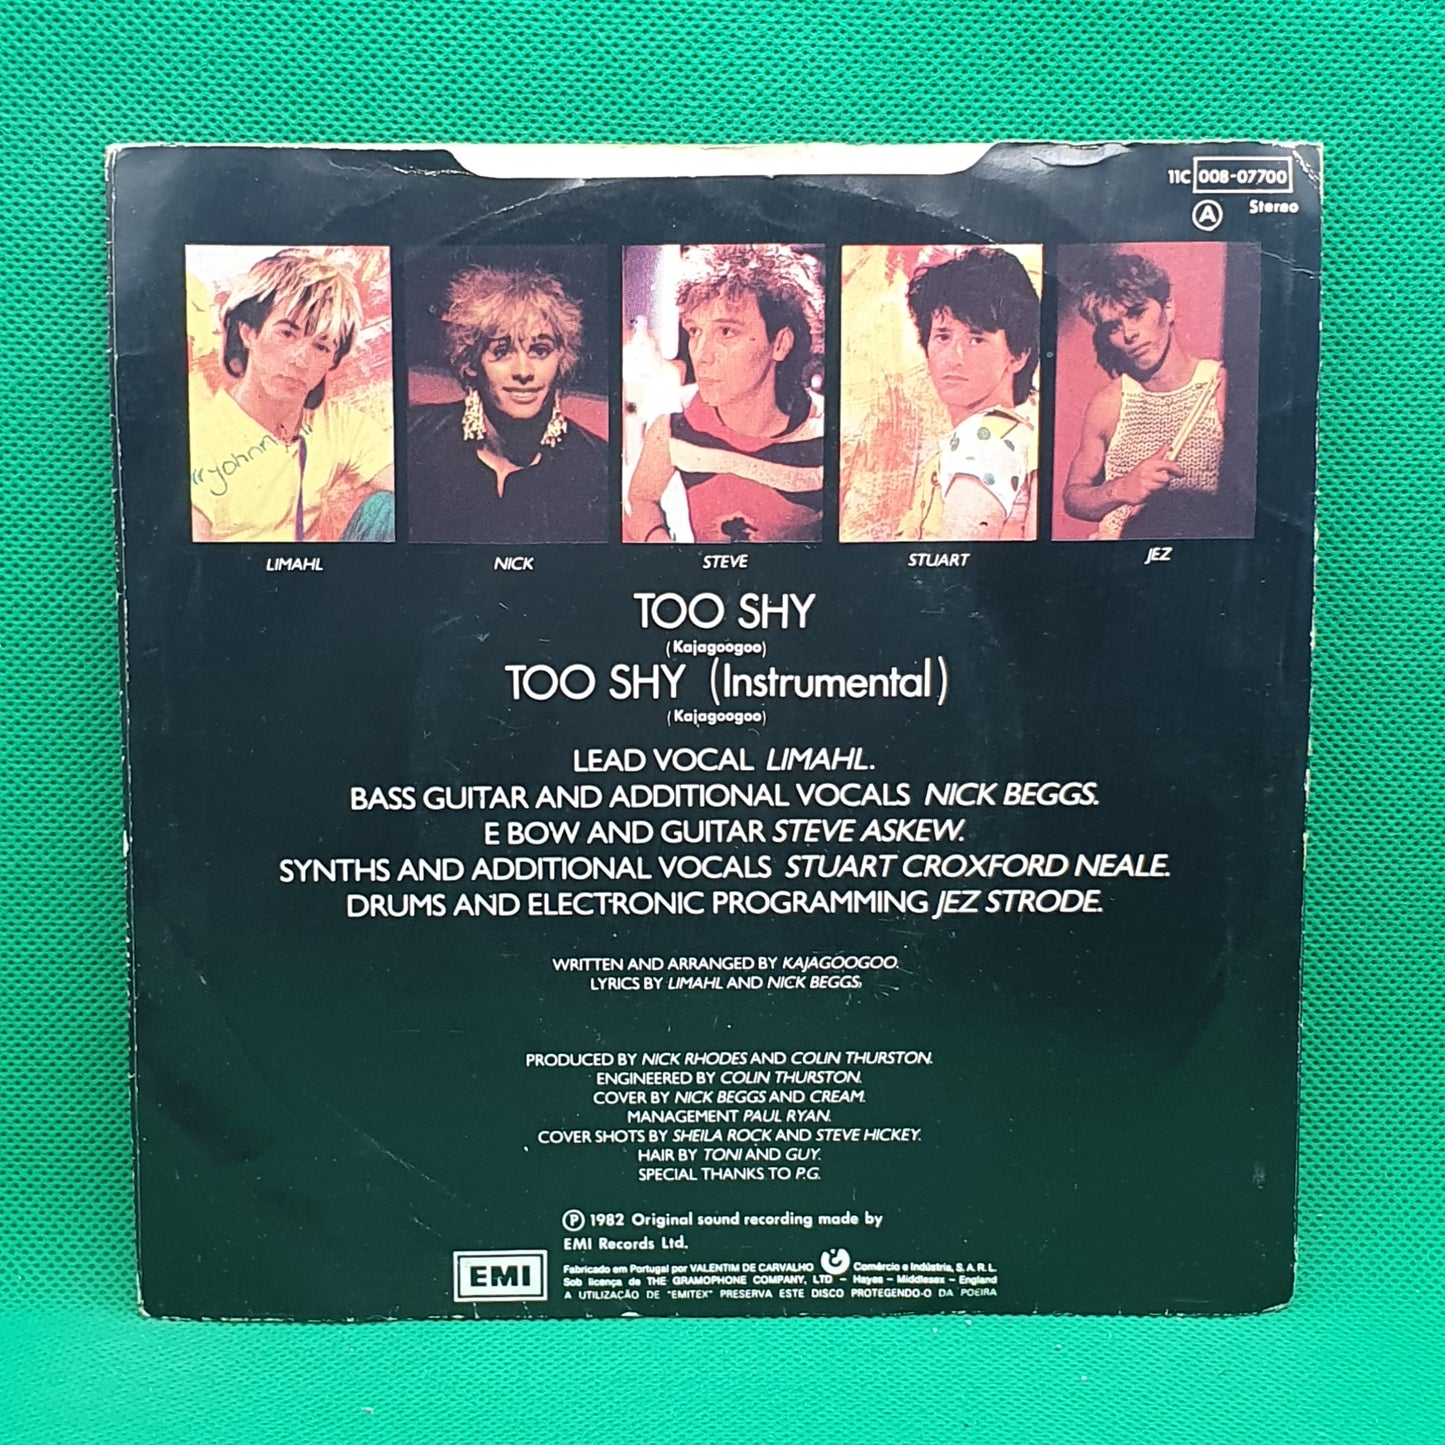 11C 008-07700
A Stereo
"Johnny"
LIMAHL NICK STEVE STUART JEZ
TOO SHY
(Kajagoogoo)
TOO SHY (Instrumental)
(Kajagoogoo)
LEAD VOCAL LIMAHL.
BASS GUITAR AND ADDITIONAL VOCALS NICK BEGGS.
E BOW AND GUITAR STEVE ASKEW.
SYNTHS AND ADDITIONAL VOCALS STUART CROXFORD NEALE.
DRUMS AND ELECTRONIC PROGRAMMING JEZ STRODE.
WRITTEN AND ARRANGED BY KAJAGOOGOO.
LYRICS BY LIMAHL AND NICK BEGGS.
PRODUCED BY NICK RHODES AND COLIN THURSTON.
ENGINEERED BY COLIN THURSTON.
COVER BY NICK BEGGS AND CREAM.
MANAGEMENT PAUL RYAN.
COVER SHOTS BY SHEILA ROCK AND STEVE HICKEY.
HAIR BY TONI AND GUY.
SPECIAL THANKS TO P.G.
Ⓟ 1982 Original sound recording made by
EMI Records Ltd.
EMI
Fabricado em Portugal por VALENTIM DE CARVALHO Comércio e Indústria, S. A. R. L.
Sob licença de THE GRAMOPHONE COMPANY, LTD - Hayes - Middlesex - England
A UTILIZAÇÃO DE "EMITEX" PRESERVA ESTE DISCO PROTEGENDO-O DA POEIRA